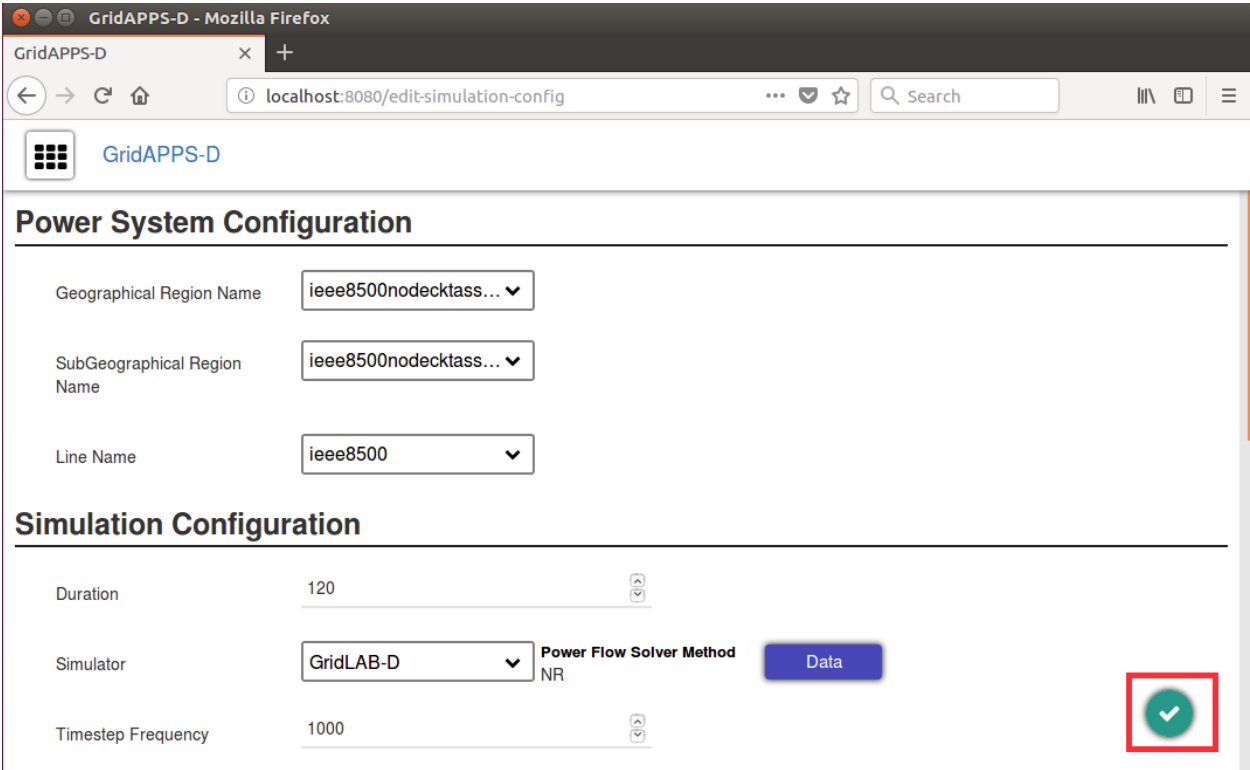 GridAPPS-D - Mozilla Firefox
GridAPPS-D
localhost:8080/edit-simulation-config
Search
GridAPPS-D
Power System Configuration
Geographical Region Name
ieee8500nodecktass...
SubGeographical Region
Name
ieee8500nodecktass...
Line Name
ieee8500
Simulation Configuration
Duration
120
Simulator
GridLAB-D
Power Flow Solver Method
NR
Data
Timestep Frequency
1000